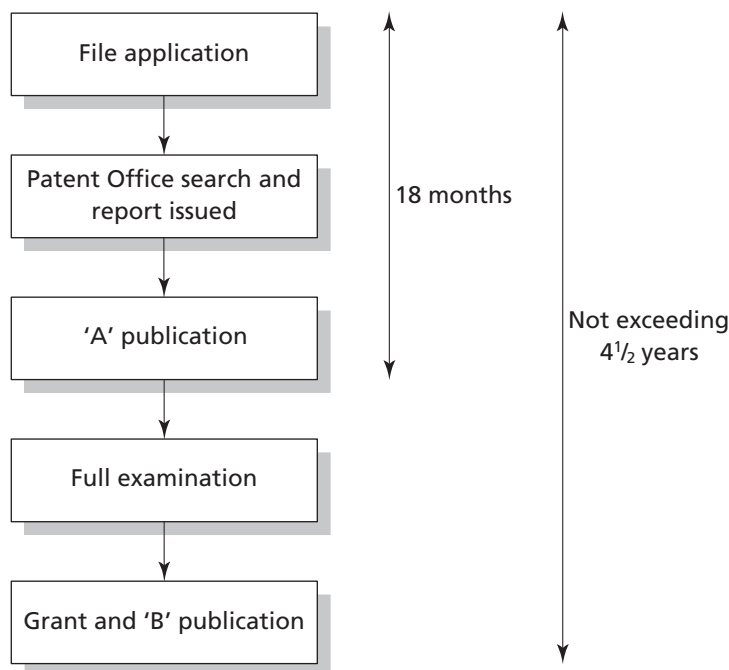 File application
Patent Office search and
report issued
18 months
‘A’ publication
Not exceeding
4¹/₂ years
Full examination
Grant and ‘B’ publication